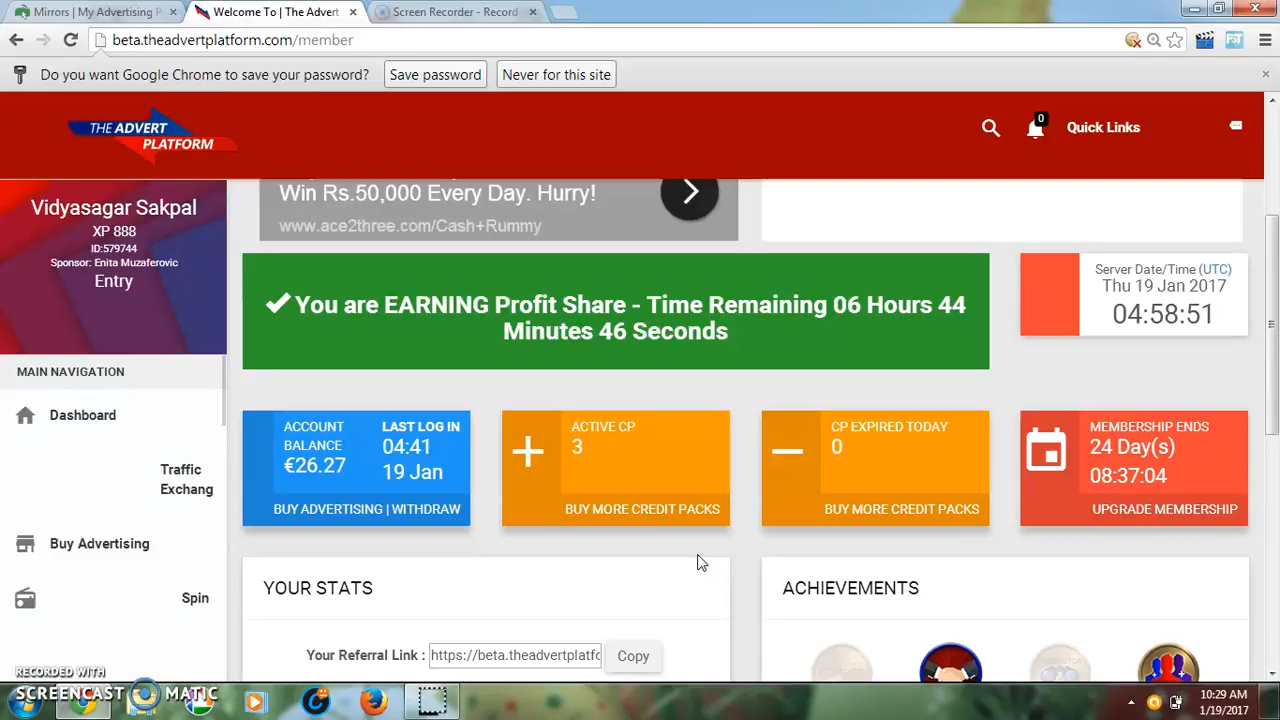 Mirrors | My Advertising P
Welcome To | The Advert
Screen Recorder - Record
beta.theadvertplatform.com/member
Do you want Google Chrome to save your password?
Save password
Never for this site
THE ADVERT
PLATFORM
0
Quick Links
Vidyasagar Sakpal
XP 888
ID:579744
Sponsor: Enita Muzaferovic
Entry
MAIN NAVIGATION
Dashboard
Traffic
Exchang
Buy Advertising
Spin
Win Rs.50,000 Every Day. Hurry!
www.ace2three.com/Cash+Rummy
You are EARNING Profit Share - Time Remaining 06 Hours 44
Minutes 46 Seconds
Server Date/Time (UTC)
Thu 19 Jan 2017
04:58:51
ACCOUNT
BALANCE
€26.27
LAST LOG IN
04:41
19 Jan
BUY ADVERTISING | WITHDRAW
ACTIVE CP
3
BUY MORE CREDIT PACKS
CP EXPIRED TODAY
0
BUY MORE CREDIT PACKS
MEMBERSHIP ENDS
24 Day(s)
08:37:04
UPGRADE MEMBERSHIP
YOUR STATS
Your Referral Link :
https://beta.theadvertplatfo
Copy
ACHIEVEMENTS
RECORDED WITH
SCREENCAST MATIC
10:29 AM
1/19/2017